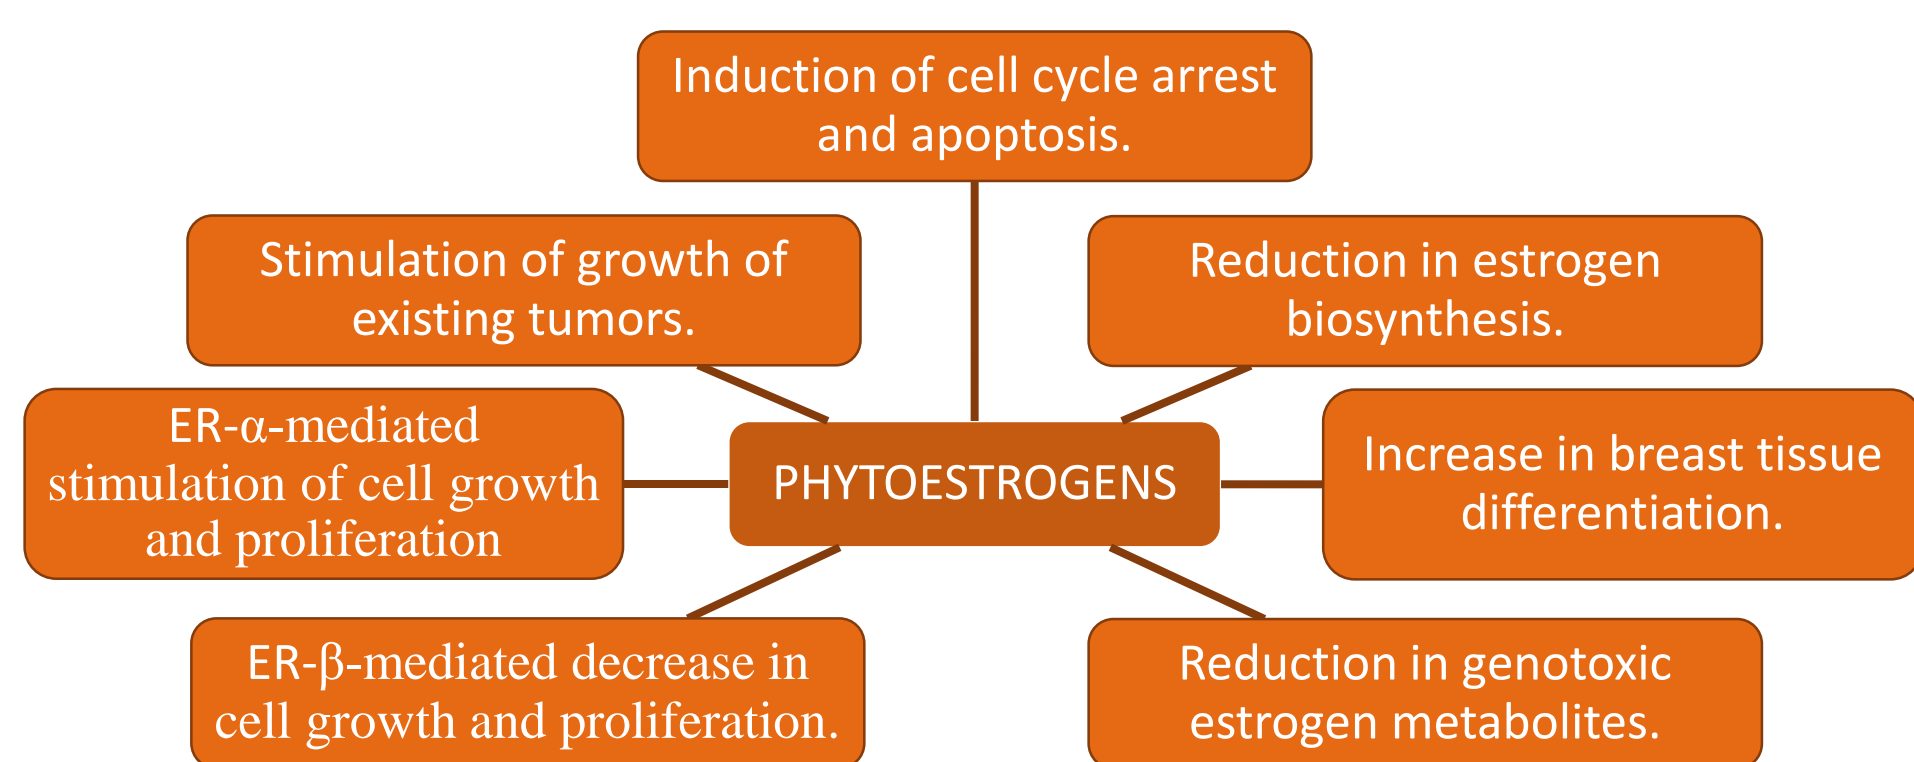 Induction of cell cycle arrest
and apoptosis.
Stimulation of growth of
existing tumors.
Reduction in estrogen
biosynthesis.
ER-α-mediated
stimulation of cell growth
and proliferation
PHYTOESTROGENS
Increase in breast tissue
differentiation.
ER-β-mediated decrease in
cell growth and proliferation.
Reduction in genotoxic
estrogen metabolites.